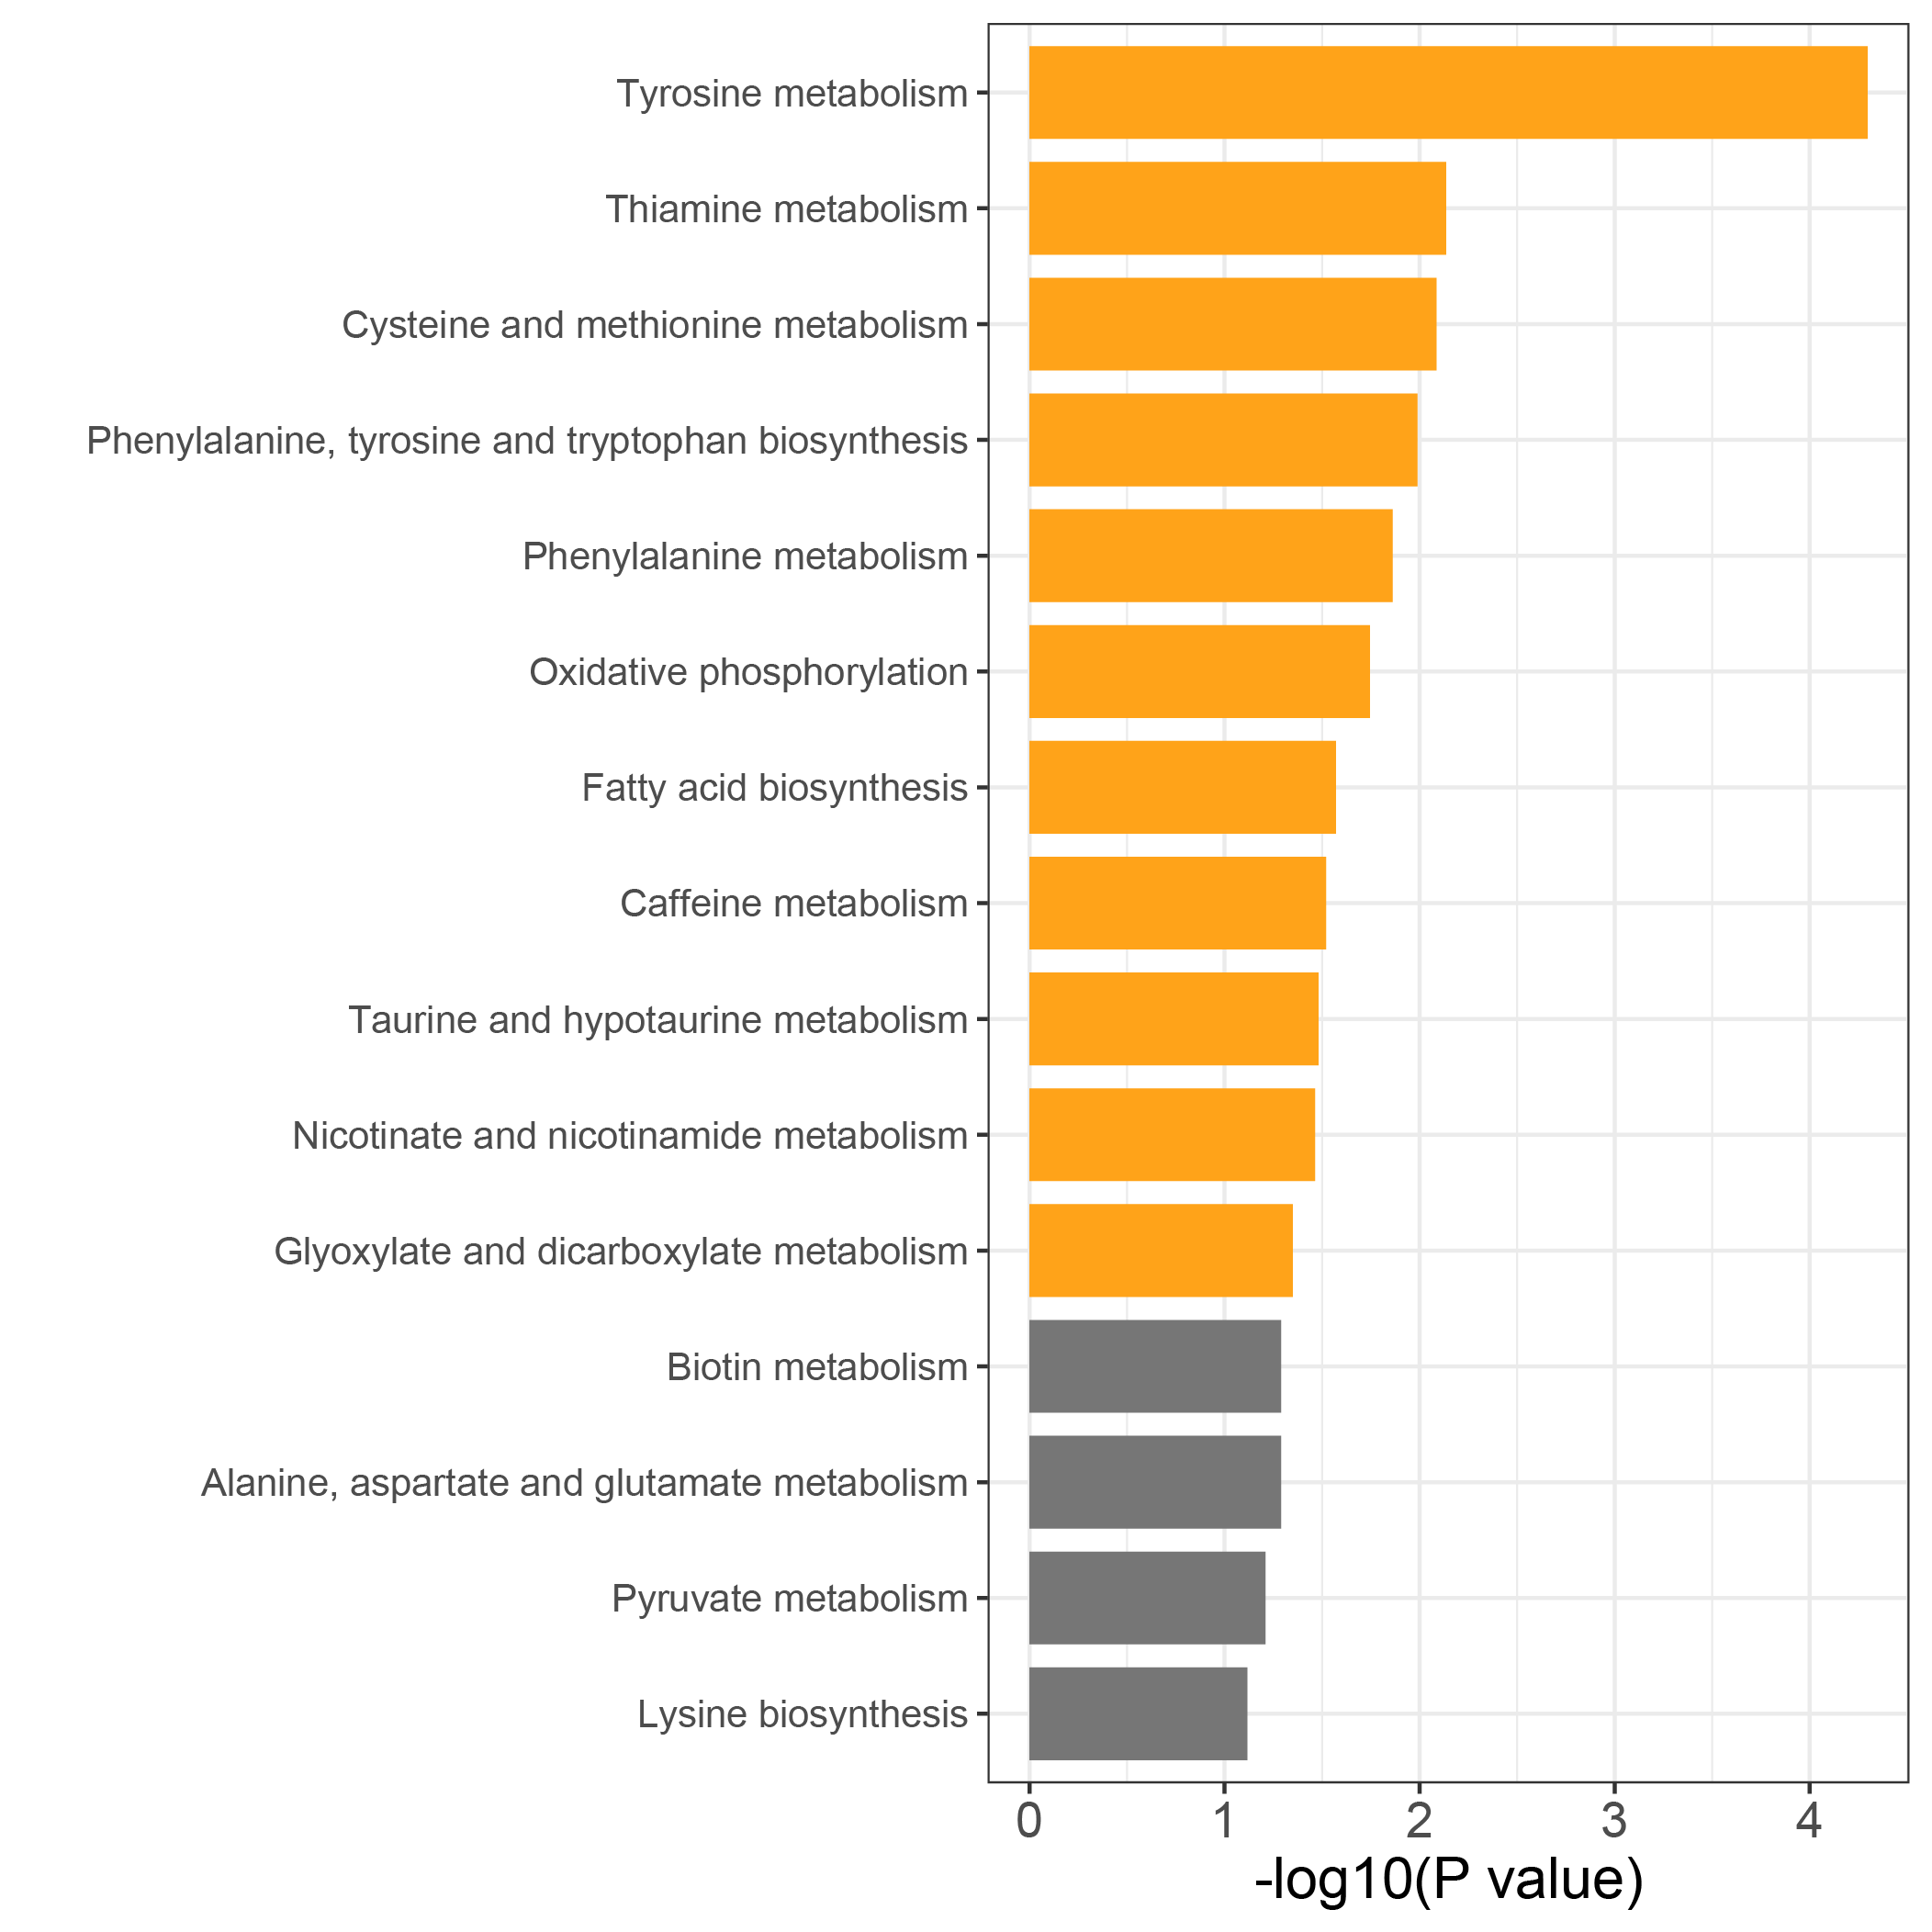 Tyrosine metabolism
Thiamine metabolism
Cysteine and methionine metabolism
Phenylalanine, tyrosine and tryptophan biosynthesis
Phenylalanine metabolism
Oxidative phosphorylation
Fatty acid biosynthesis
Caffeine metabolism
Taurine and hypotaurine metabolism
Nicotinate and nicotinamide metabolism
Glyoxylate and dicarboxylate metabolism
Biotin metabolism
Alanine, aspartate and glutamate metabolism
Pyruvate metabolism
Lysine biosynthesis
0 1 2 3 4
-log10(P value)